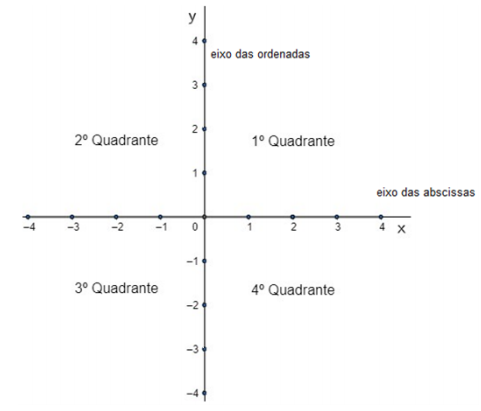 y
4
eixo das ordenadas
3
2
2º Quadrante
1º Quadrante
1
eixo das abscissas
–4 –3 –2 –1 0 1 2 3 4 x
–1
3º Quadrante
4º Quadrante
–2
–3
–4